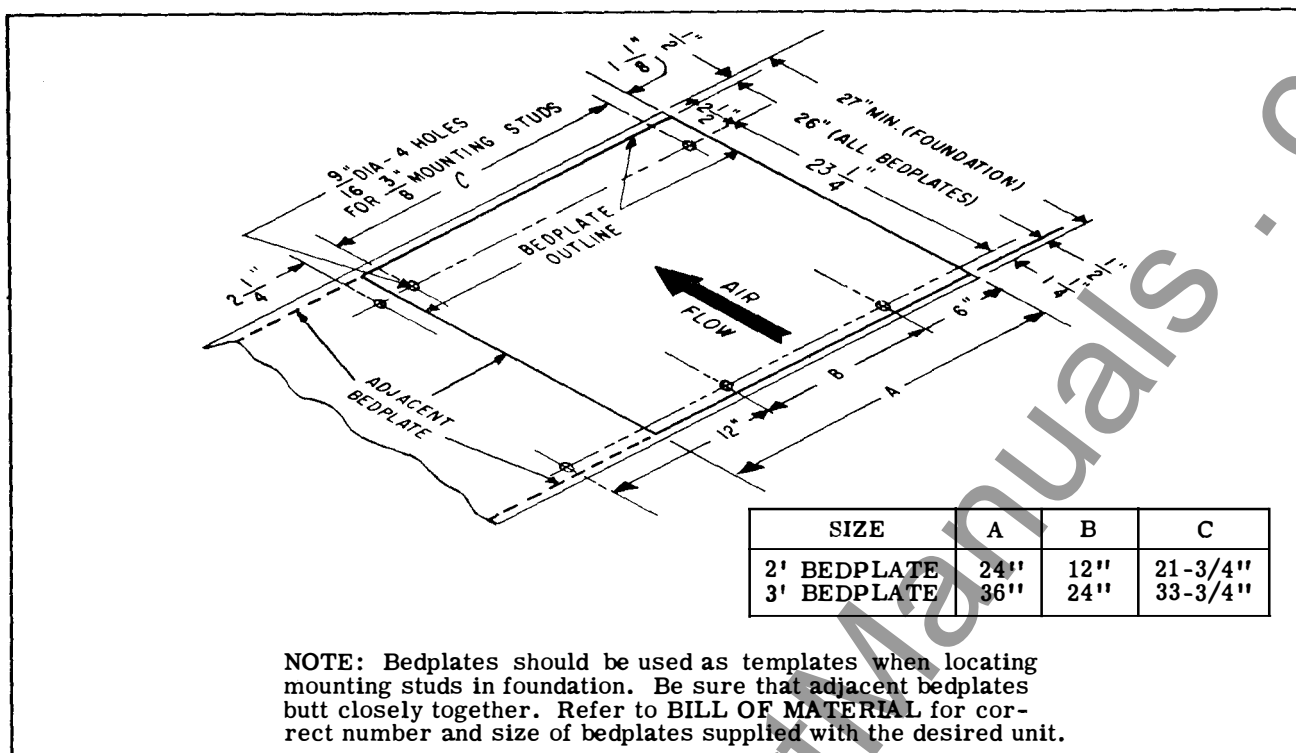 1 1/8"
1/2"
2 1/2"
27" MIN. (FOUNDATION)
26" (ALL BEDPLATES)
23 1/4"
9/16" DIA - 4 HOLES
FOR 3/8" MOUNTING STUDS
C
BEDPLATE
OUTLINE
2 1/4"
AIR
FLOW
6"
1 1/4"
1/2"
B
A
12"
ADJACENT
BEDPLATE
SIZE A B C
2' BEDPLATE 24" 12" 21-3/4"
3' BEDPLATE 36" 24" 33-3/4"
NOTE: Bedplates should be used as templates when locating
mounting studs in foundation. Be sure that adjacent bedplates
butt closely together. Refer to BILL OF MATERIAL for cor-
rect number and size of bedplates supplied with the desired unit.
Manuals . c